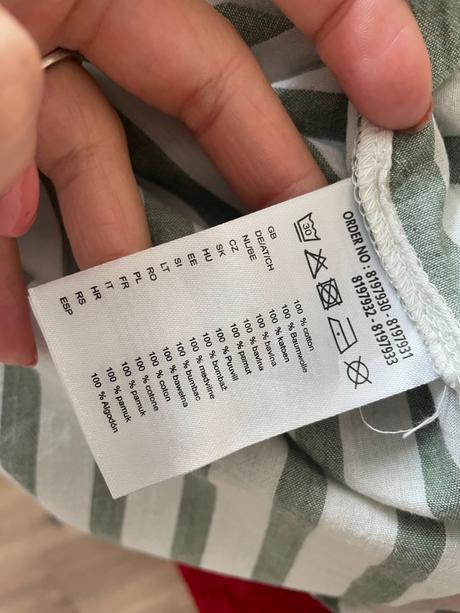 ORDER NO : 8197930 - 8197931
8197932 - 8197933
30
GB 100 % cotton
DE/AT/CH 100 % Baumwolle
NL/BE 100 % katoen
CZ 100 % bavlna
SK 100 % bavlna
HU 100 % pamut
EE 100 % puuvill
SI 100 % bombaž
LT 100 % medvilne
RO 100 % bumbac
PL 100 % bawełna
FR 100 % coton
IT 100 % cotone
HR 100 % pamuk
RS 100 % pamuk
ESP 100 % Algodón